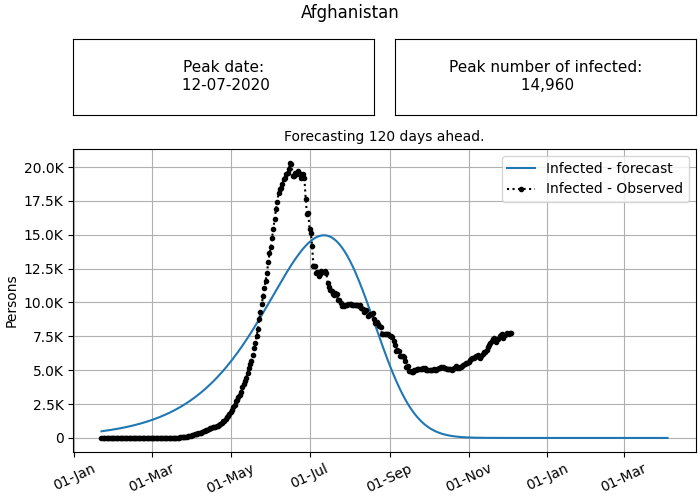 Afghanistan
Peak date:
12-07-2020
Peak number of infected:
14,960
Forecasting 120 days ahead.
Infected - forecast
Infected - Observed
Persons
20.0K
17.5K
15.0K
12.5K
10.0K
7.5K
5.0K
2.5K
0
01-Jan
01-Mar
01-May
01-Jul
01-Sep
01-Nov
01-Jan
01-Mar